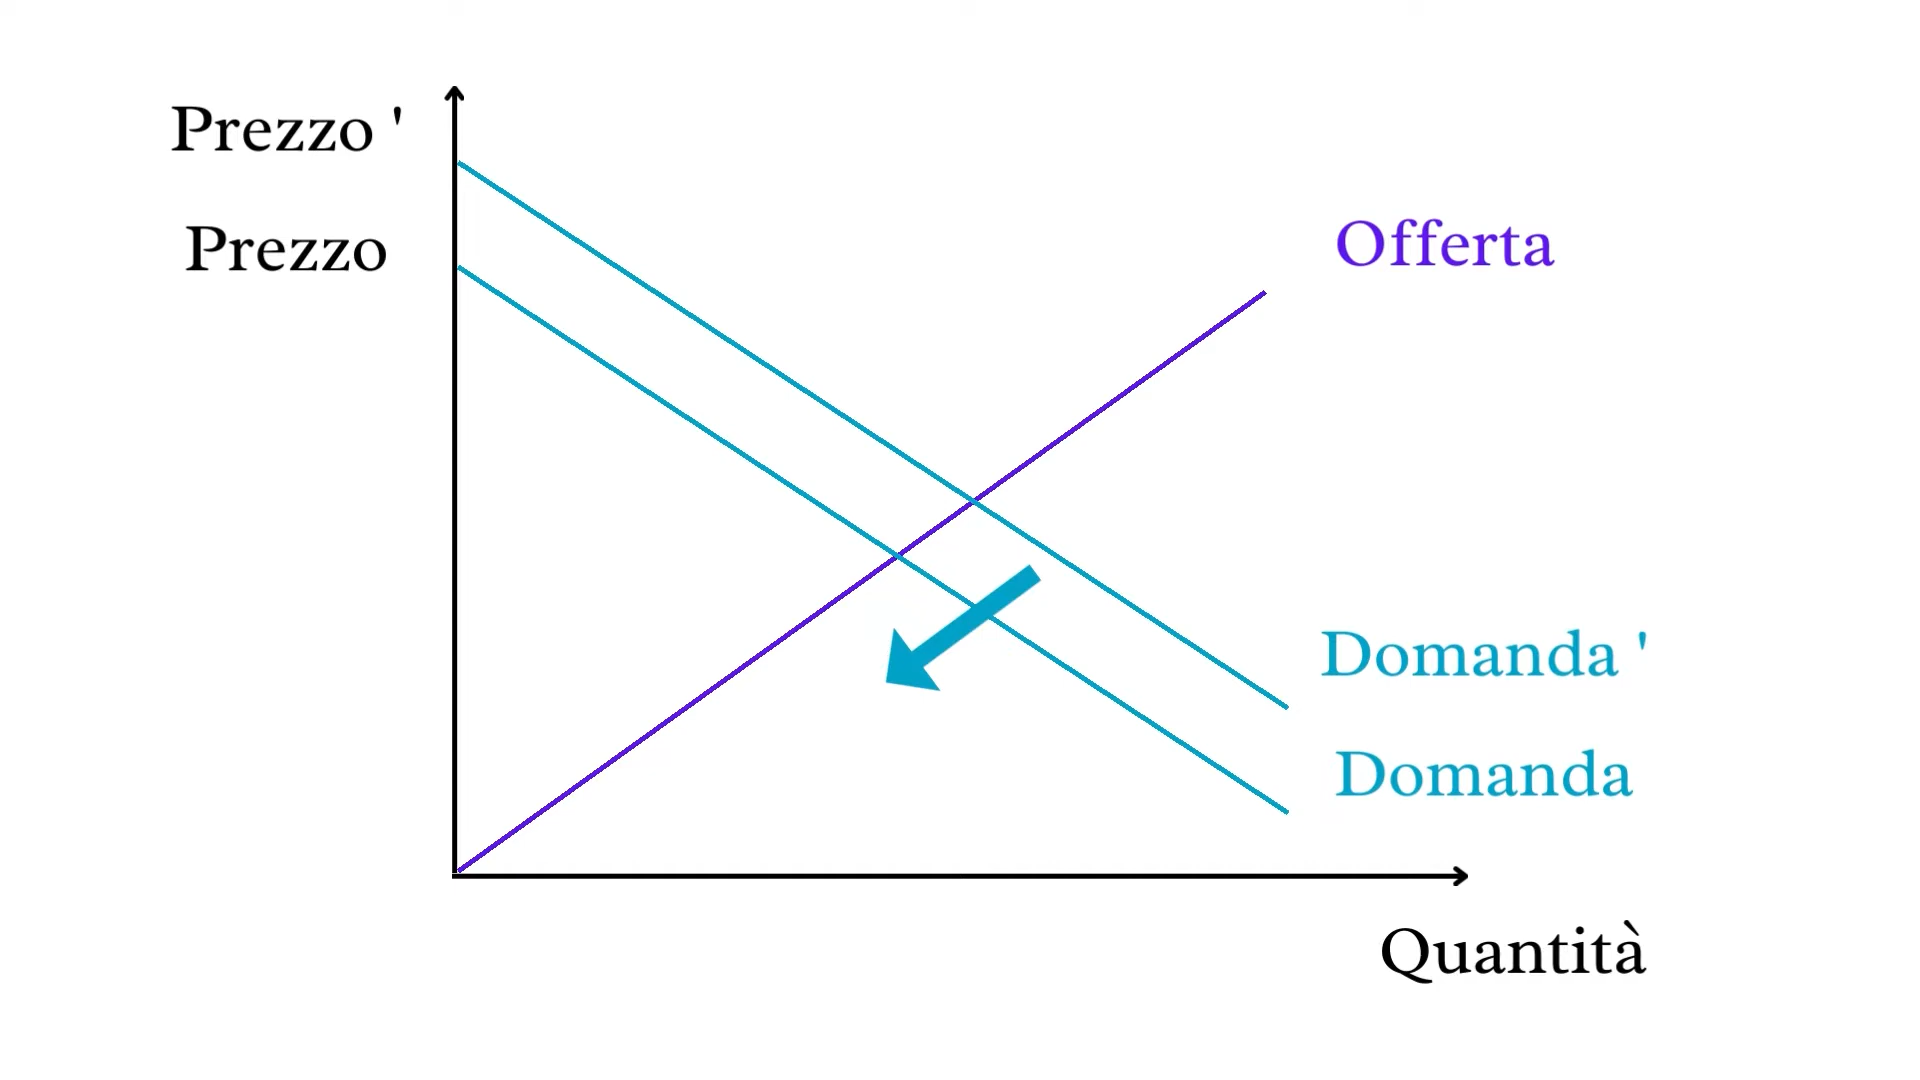 Prezzo '
Prezzo
Offerta
Domanda '
Domanda
Quantità